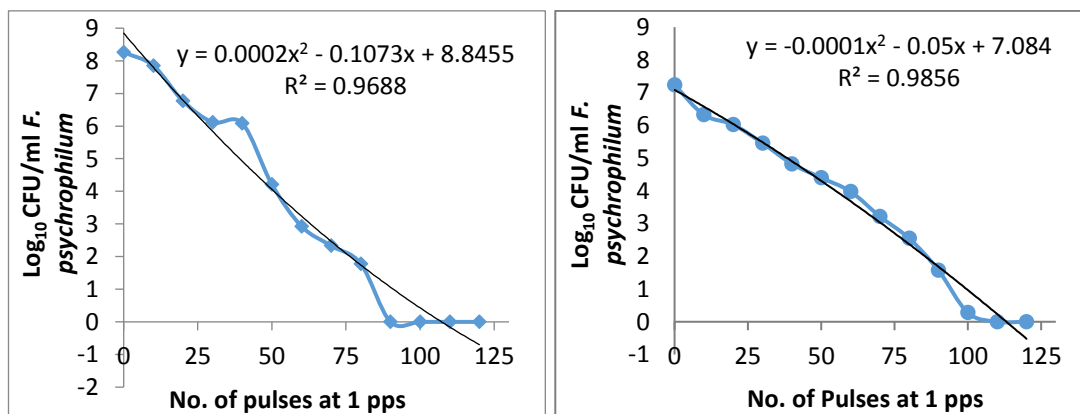 9
8
7
6
5
4
3
2
1
0
-1
-2
Log₁₀ CFU/ml F.
psychrophilum
y = 0.0002x² - 0.1073x + 8.8455
R² = 0.9688
0 25 50 75 100 125
No. of pulses at 1 pps
9
8
7
6
5
4
3
2
1
0
-1
Log₁₀ CFU/ml F.
psychrophilum
y = -0.0001x² - 0.05x + 7.084
R² = 0.9856
0 25 50 75 100 125
No. of Pulses at 1 pps